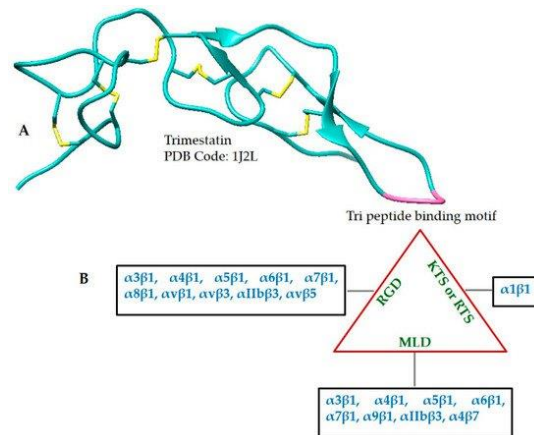 A
Trimestatin
PDB Code: 1J2L
Tri peptide binding motif
B
α3β1, α4β1, α5β1, α6β1, α7β1,
α8β1, αvβ1, αvβ3, αIIbβ3, αvβ5
RGD
KTS or RTS
α1β1
MLD
α3β1, α4β1, α5β1, α6β1,
α7β1, α9β1, αIIbβ3, α4β7